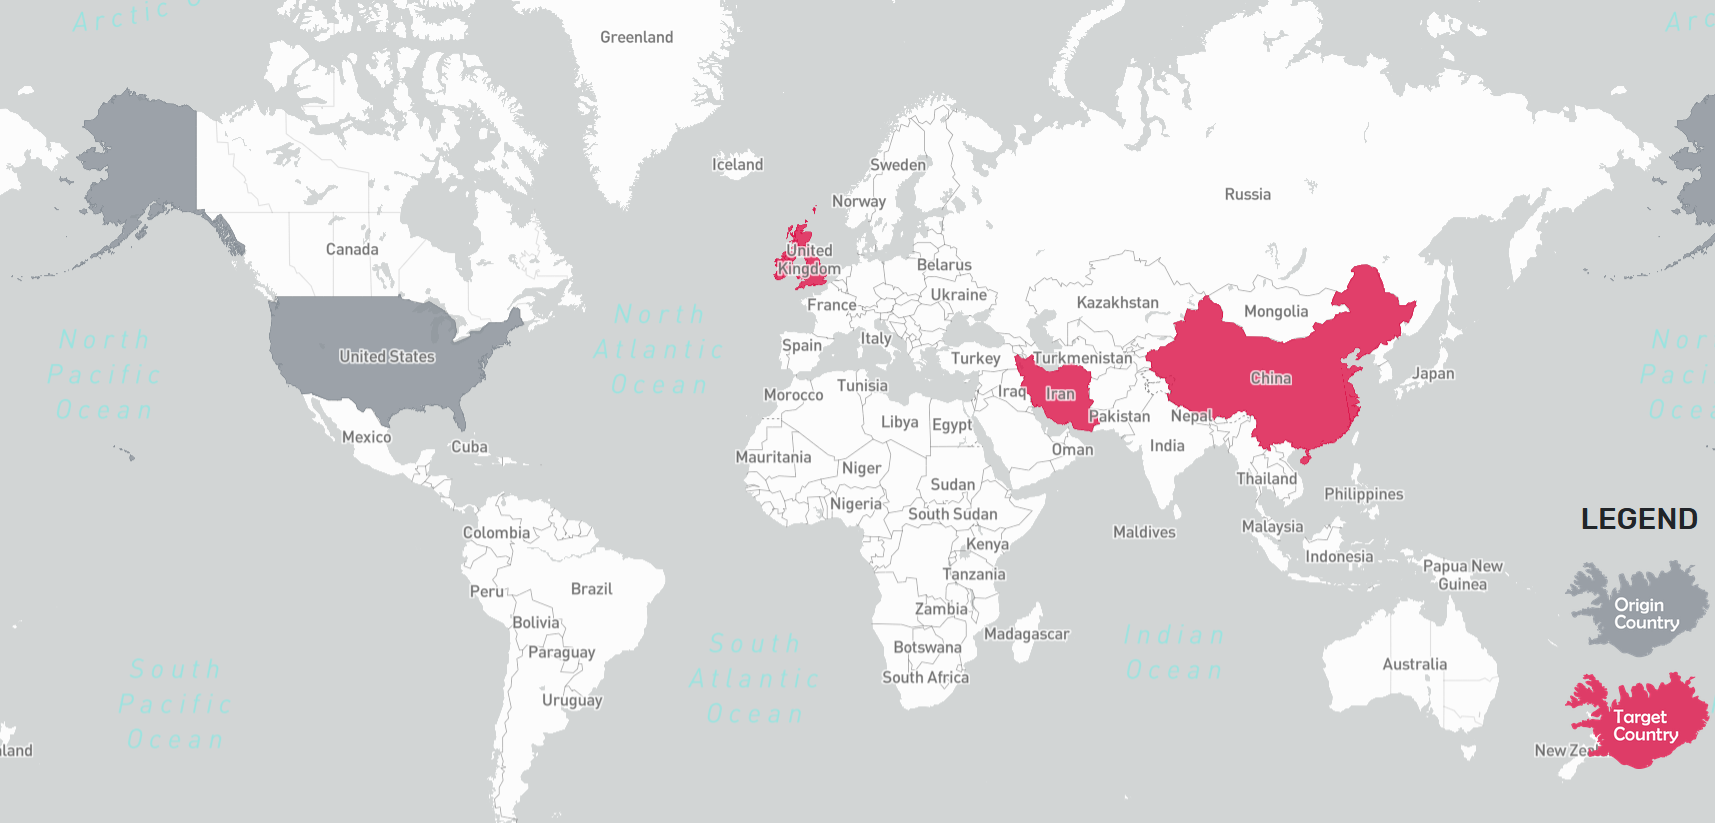 Arctic
Arc
Greenland
Iceland
Sweden
Norway
Russia
Canada
United
Kingdom
Belarus
Ukraine
France
Kazakhstan
Mongolia
North
Atlantic
Ocean
North
Pacific
Ocean
United States
Spain
Italy
Turkey
Turkmenistan
China
Japan
Nor
Paci
Ocea
Morocco
Tunisia
Iraq
Iran
Pakistan
Nepal
Mexico
Cuba
Libya
Egypt
India
Oman
Mauritania
Niger
Sudan
Thailand
Philippines
Nigeria
South Sudan
Colombia
Kenya
Maldives
Malaysia
Indonesia
Papua New
Guinea
Peru
Brazil
Tanzania
Zambia
Bolivia
Paraguay
Uruguay
Madagascar
Botswana
South Africa
South
Atlantic
Ocean
Indian
Ocean
South
Pacific
Ocean
Australia
land
New Zea
LEGEND
Origin
Country
Target
Country